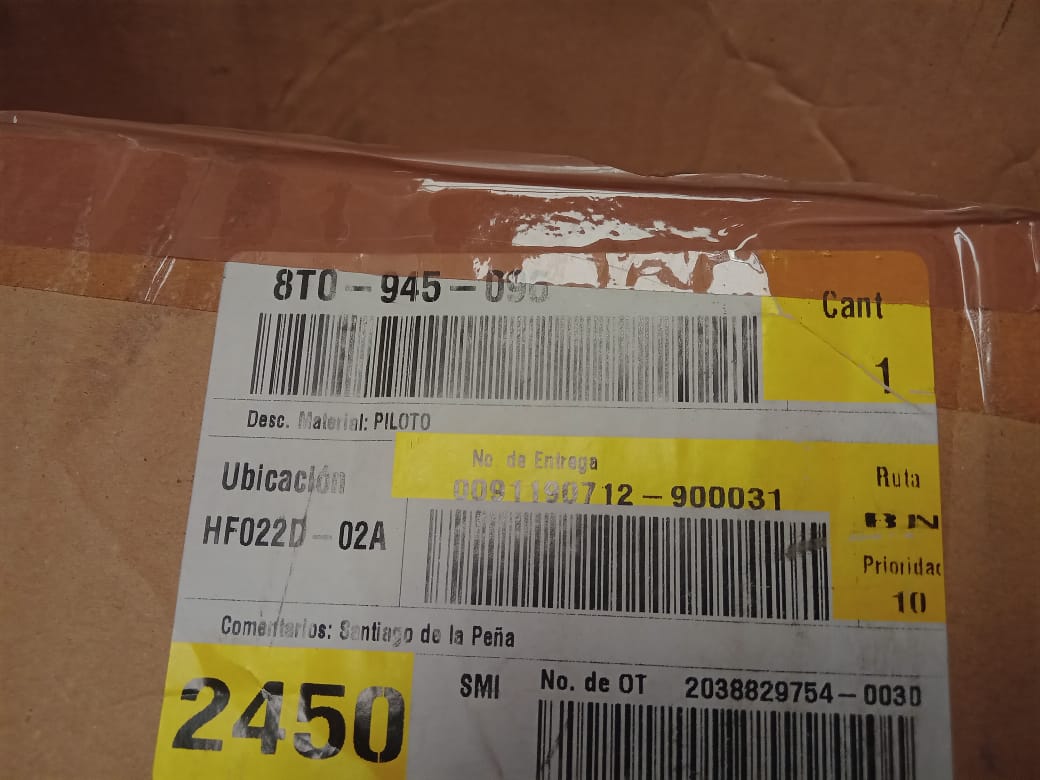 8T0-945-096
Cant
1
Desc. Material: PILOTO
No. de Entrega
0091190712-900031
Ubicación
HF022D-02A
Ruta
BN
Prioridad
10
Comentarios: Santiago de la Peña
2450
SMI
No. de OT 2038829754-0030